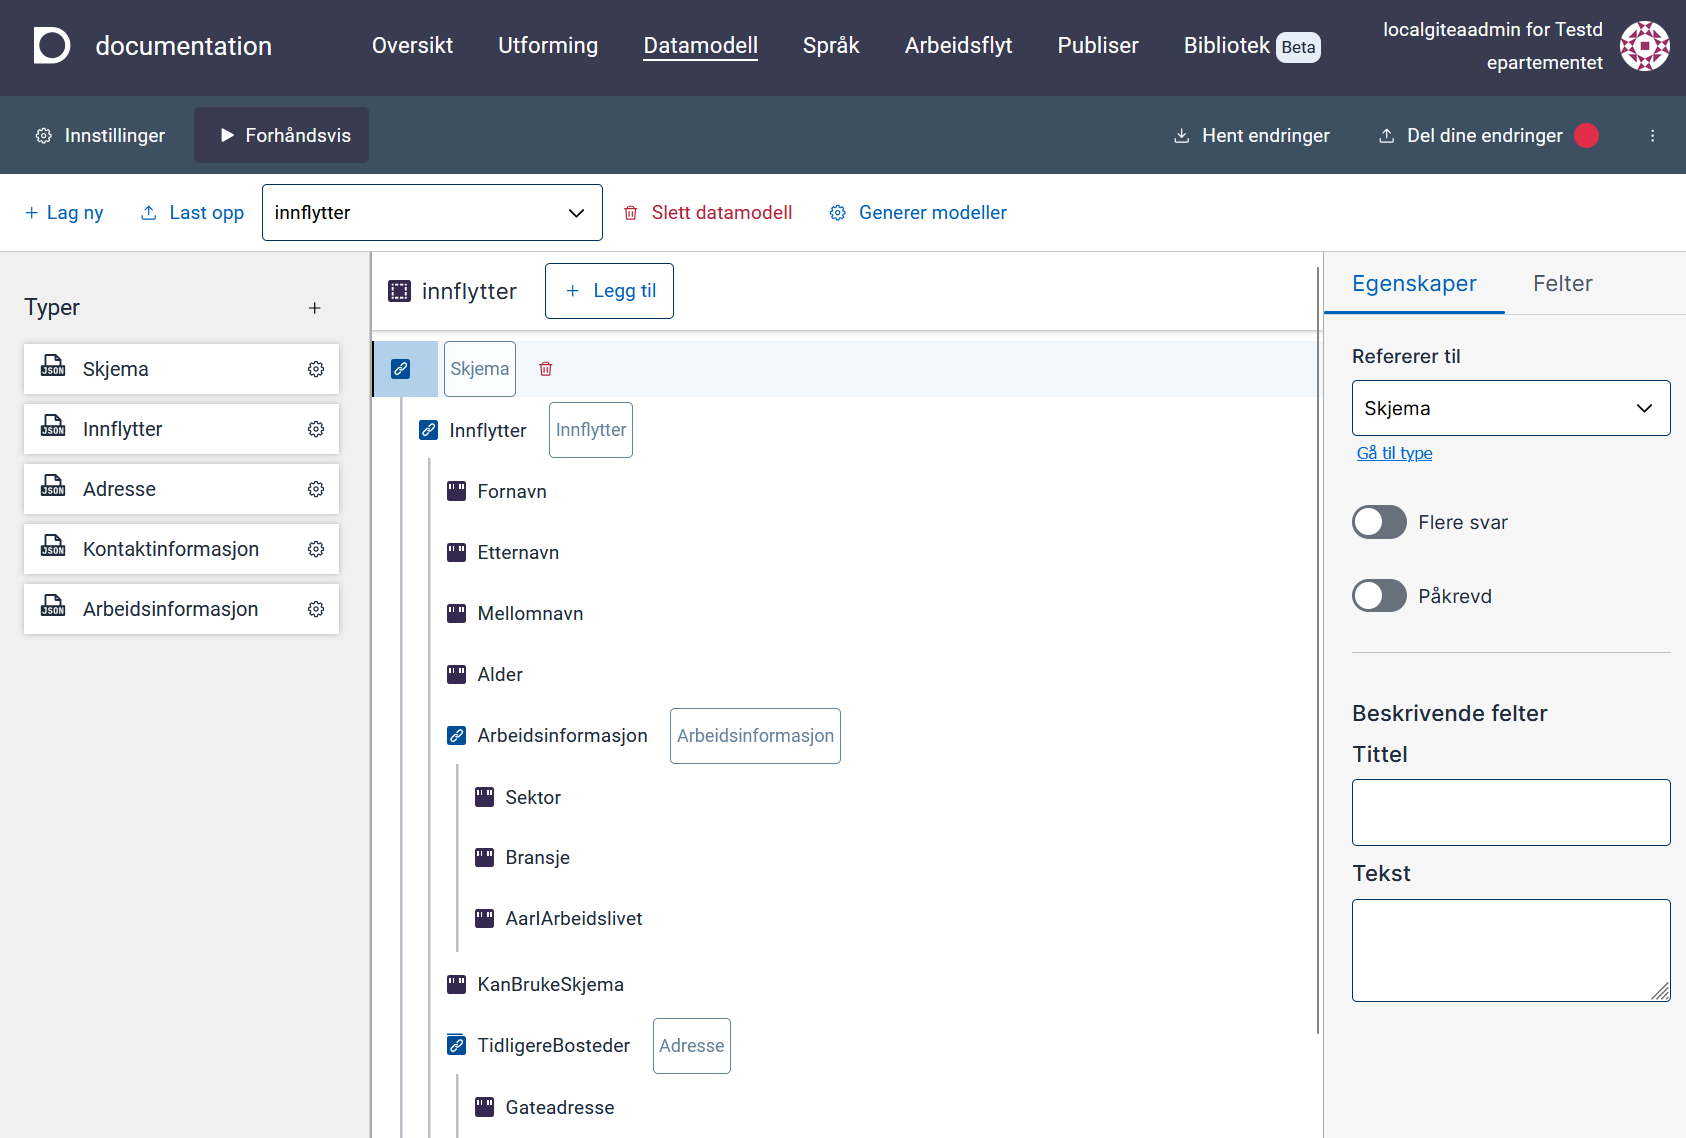 documentation
Oversikt
Utforming
Datamodell
Språk
Arbeidsflyt
Publiser
Bibliotek Beta
localgiteaadmin for Testd
epartementet
Innstillinger
Forhåndsvis
Hent endringer
Del dine endringer
+ Lag ny
Last opp
innflytter
Slett datamodell
Generer modeller
Typer
Skjema
Innflytter
Adresse
Kontaktinformasjon
Arbeidsinformasjon
innflytter
+ Legg til
Skjema
Innflytter Innflytter
Fornavn
Etternavn
Mellomnavn
Alder
Arbeidsinformasjon Arbeidsinformasjon
Sektor
Bransje
AarIArbeidslivet
KanBrukeSkjema
TidligereBosteder Adresse
Gateadresse
Egenskaper
Felter
Refererer til
Skjema
Gå til type
Flere svar
Påkrevd
Beskrivende felter
Tittel
Tekst